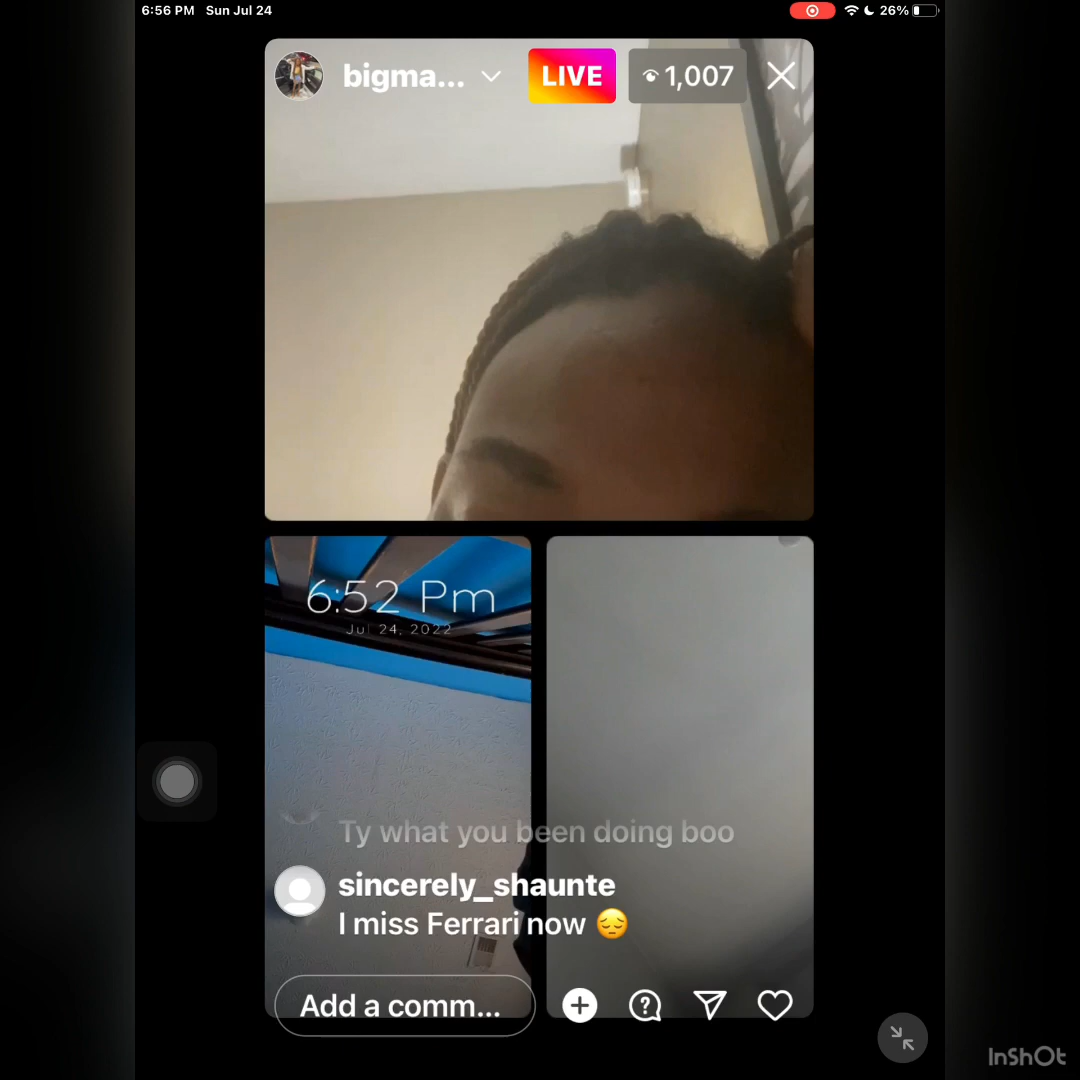 6:56 PM Sun Jul 24
26%
bigma...
LIVE
1,007
6:52 Pm
Jul 24, 2022
Ty what you been doing boo
sincerely_shaunte
I miss Ferrari now 😔
Add a comm...
InShOt